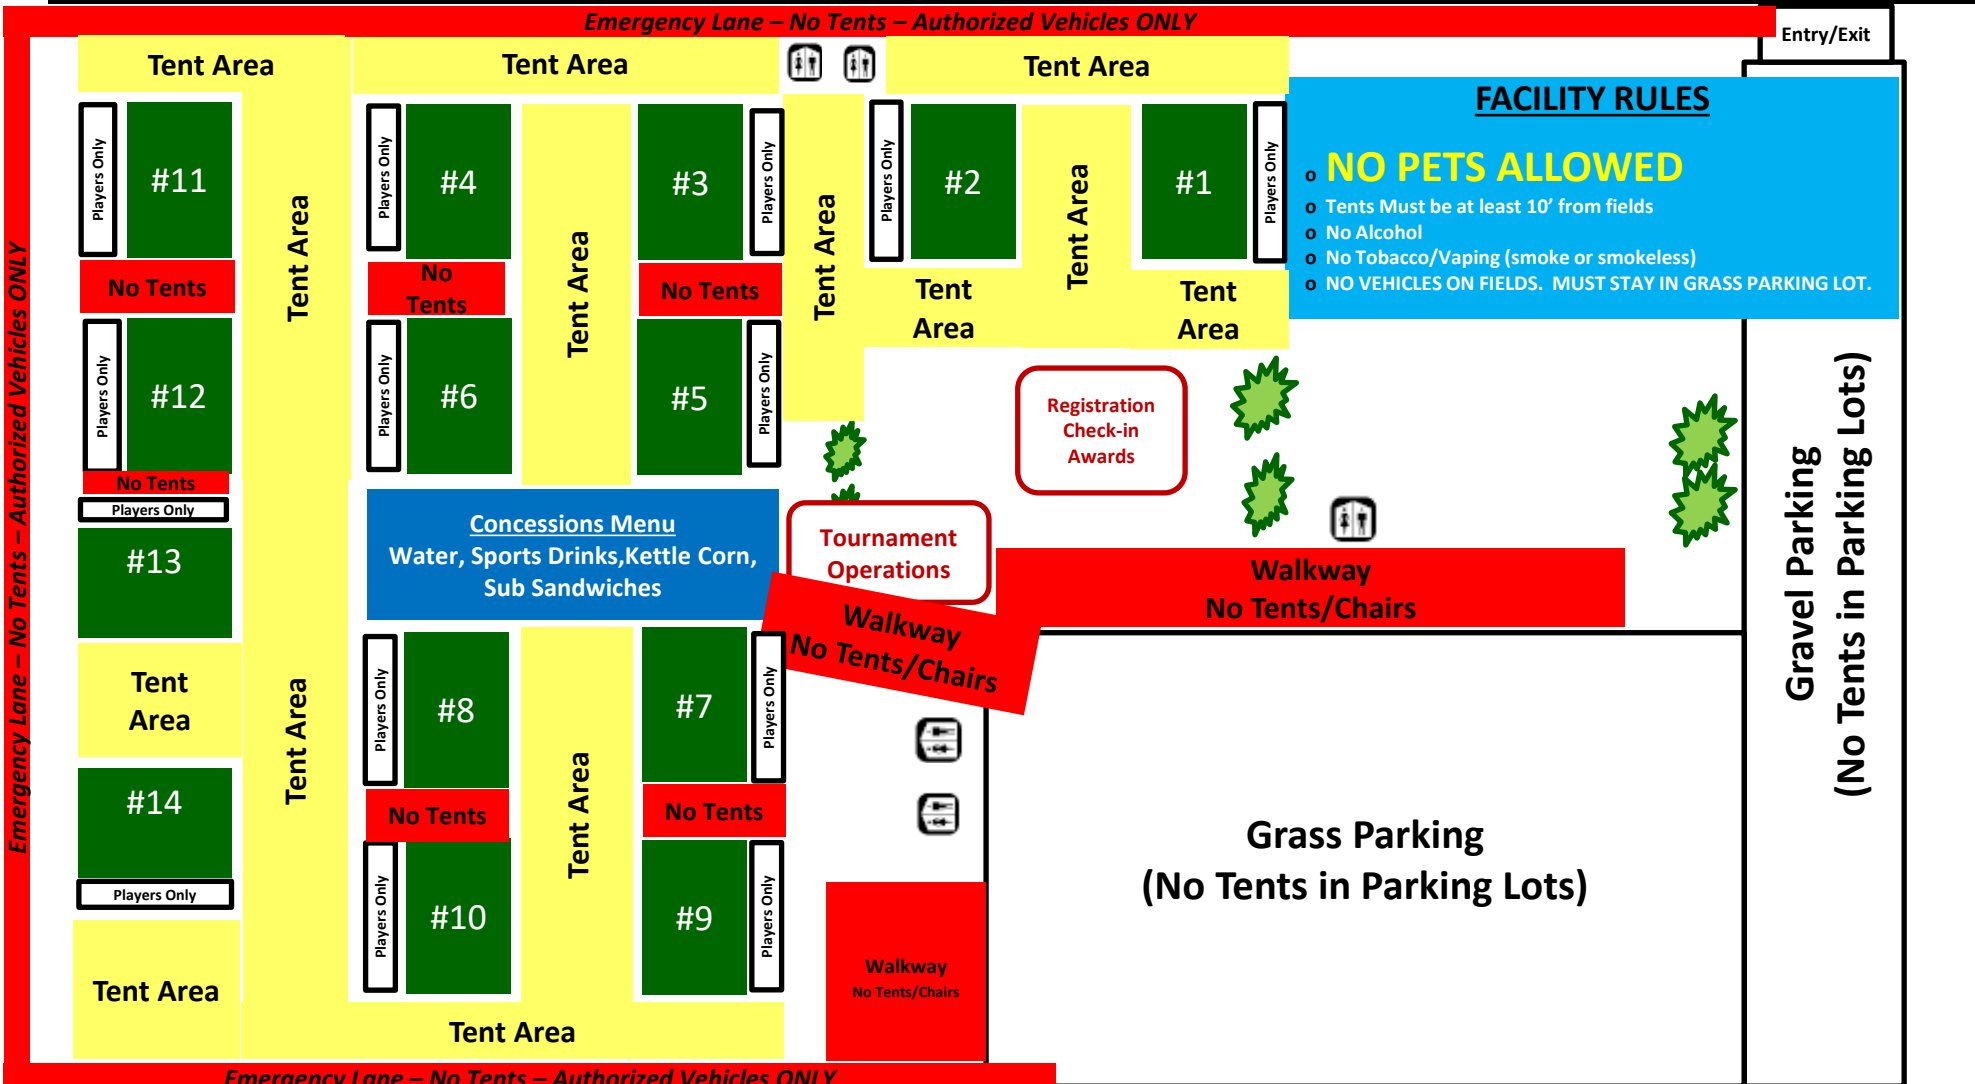 Emergency Lane – No Tents – Authorized Vehicles ONLY
Entry/Exit
Tent Area
Tent Area
Tent Area
FACILITY RULES
o NO PETS ALLOWED
o Tents Must be at least 10’ from fields
o No Alcohol
o No Tobacco/Vaping (smoke or smokeless)
o NO VEHICLES ON FIELDS. MUST STAY IN GRASS PARKING LOT.
Players Only
#11
Tent Area
Players Only
#4
Tent Area
#3
Players Only
Tent Area
Players Only
#2
Tent Area
#1
Players Only
No Tents
No
Tents
No Tents
Tent
Area
Tent
Area
Emergency Lane – No Tents – Authorized Vehicles ONLY
Players Only
#12
Players Only
#6
#5
Players Only
Registration
Check-in
Awards
No Tents
Players Only
#13
Concessions Menu
Water, Sports Drinks,Kettle Corn,
Sub Sandwiches
Tournament
Operations
Walkway
No Tents/Chairs
Walkway
No Tents/Chairs
Gravel Parking
(No Tents in Parking Lots)
Tent
Area
Tent Area
Players Only
#8
Tent Area
#7
Players Only
#14
Players Only
No Tents
No Tents
Grass Parking
(No Tents in Parking Lots)
Players Only
#10
#9
Players Only
Tent Area
Walkway
No Tents/Chairs
Tent Area
Emergency Lane – No Tents – Authorized Vehicles ONLY